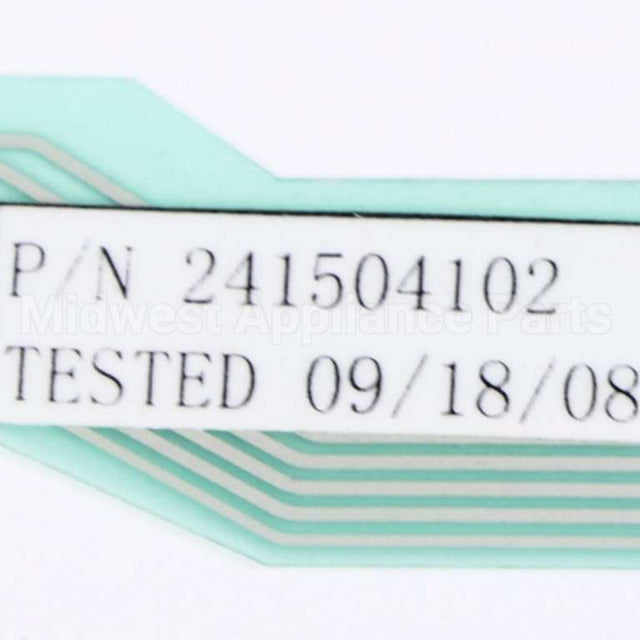 P/N 241504102
Midwest Appliance Parts
TESTED 09/18/08